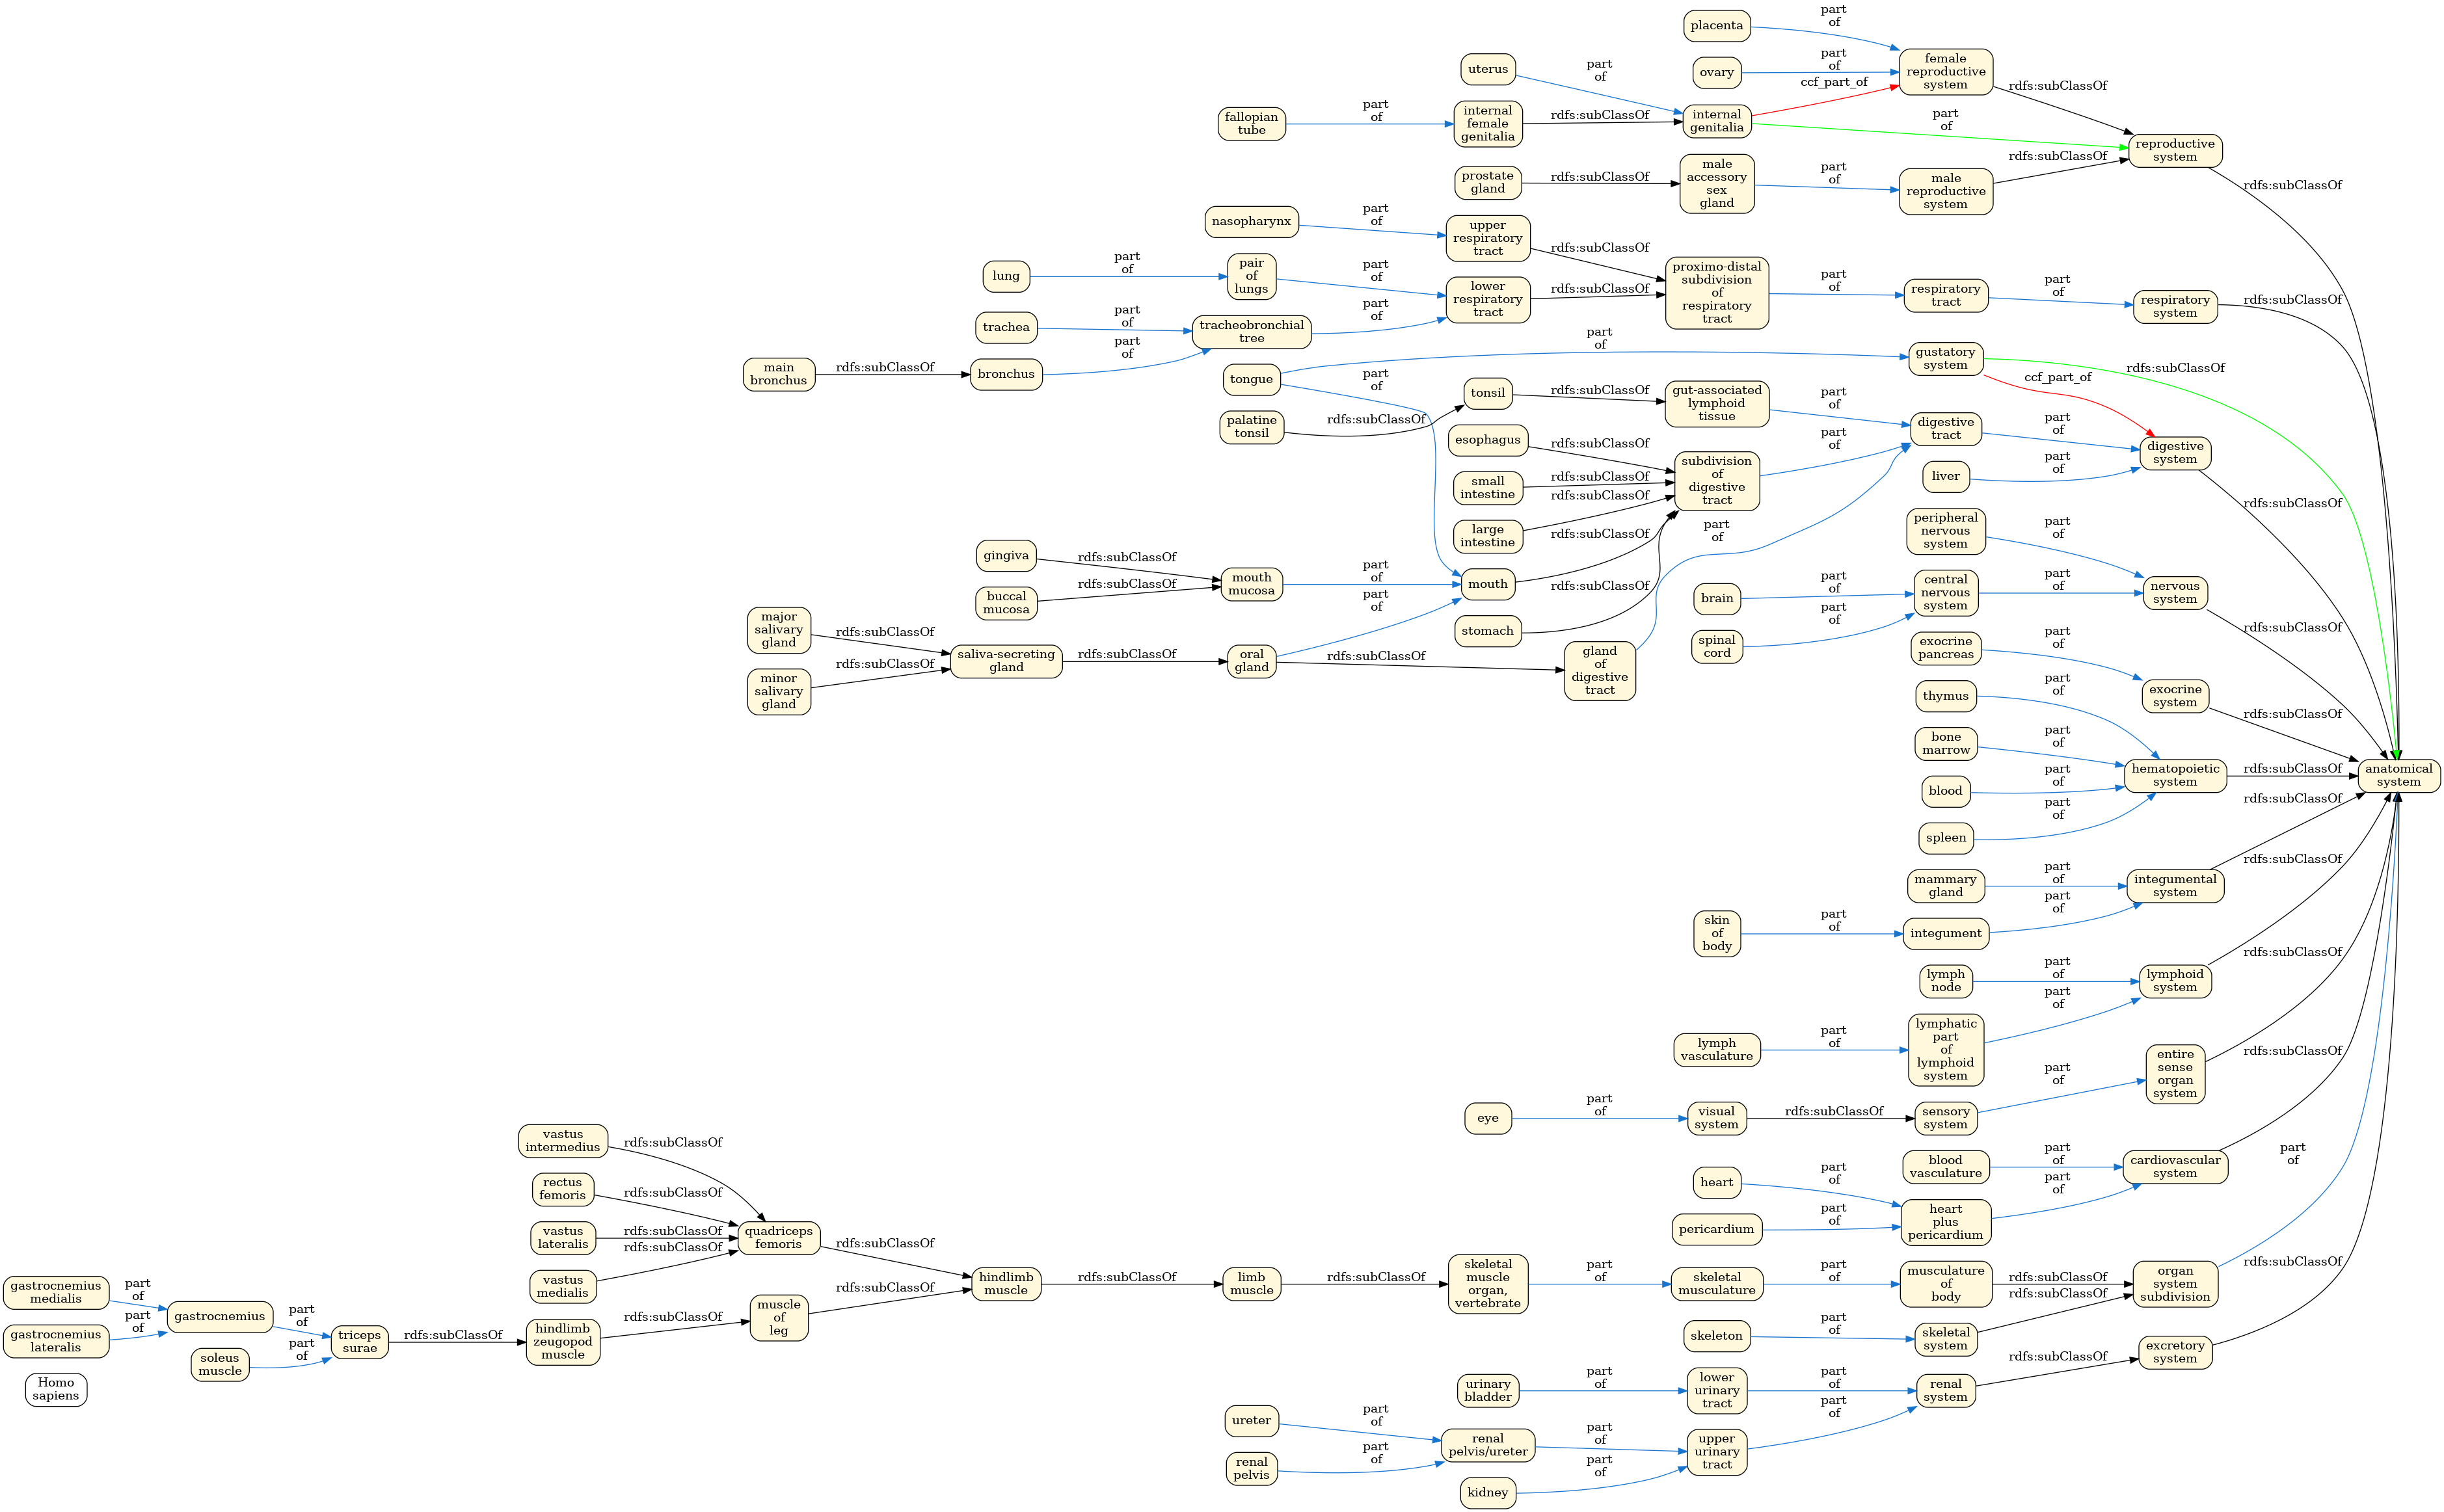 placenta
part
of
uterus
part
of
ovary
part
of
female
reproductive
system
ccf_part_of
rdfs:subClassOf
fallopian
tube
part
of
internal
female
genitalia
rdfs:subClassOf
internal
genitalia
part
of
reproductive
system
rdfs:subClassOf
prostate
gland
rdfs:subClassOf
male
accessory
sex
gland
part
of
male
reproductive
system
rdfs:subClassOf
nasopharynx
part
of
upper
respiratory
tract
rdfs:subClassOf
lung
part
of
pair
of
lungs
part
of
lower
respiratory
tract
rdfs:subClassOf
proximo-distal
subdivision
of
respiratory
tract
part
of
respiratory
tract
part
of
respiratory
system
rdfs:subClassOf
trachea
part
of
tracheobronchial
tree
part
of
main
bronchus
rdfs:subClassOf
bronchus
part
of
tongue
part
of
part
of
gustatory
system
rdfs:subClassOf
ccf_part_of
palatine
tonsil
rdfs:subClassOf
tonsil
rdfs:subClassOf
gut-associated
lymphoid
tissue
part
of
digestive
tract
part
of
digestive
system
rdfs:subClassOf
esophagus
rdfs:subClassOf
small
intestine
rdfs:subClassOf
large
intestine
rdfs:subClassOf
subdivision
of
digestive
tract
part
of
liver
part
of
gingiva
rdfs:subClassOf
buccal
mucosa
rdfs:subClassOf
mouth
mucosa
part
of
mouth
rdfs:subClassOf
stomach
rdfs:subClassOf
major
salivary
gland
rdfs:subClassOf
minor
salivary
gland
rdfs:subClassOf
saliva-secreting
gland
rdfs:subClassOf
oral
gland
part
of
rdfs:subClassOf
gland
of
digestive
tract
part
of
peripheral
nervous
system
part
of
brain
part
of
spinal
cord
part
of
central
nervous
system
part
of
nervous
system
rdfs:subClassOf
exocrine
pancreas
part
of
exocrine
system
rdfs:subClassOf
thymus
part
of
bone
marrow
part
of
blood
part
of
spleen
part
of
hematopoietic
system
rdfs:subClassOf
anatomical
system
mammary
gland
part
of
integumental
system
rdfs:subClassOf
skin
of
body
part
of
integument
part
of
lymph
node
part
of
lymphoid
system
rdfs:subClassOf
lymph
vasculature
part
of
lymphatic
part
of
lymphoid
system
part
of
eye
part
of
visual
system
rdfs:subClassOf
sensory
system
part
of
entire
sense
organ
system
rdfs:subClassOf
blood
vasculature
part
of
cardiovascular
system
rdfs:subClassOf
heart
part
of
pericardium
part
of
heart
plus
pericardium
part
of
vastus
intermedius
rdfs:subClassOf
rectus
femoris
rdfs:subClassOf
vastus
lateralis
rdfs:subClassOf
vastus
medialis
rdfs:subClassOf
quadriceps
femoris
rdfs:subClassOf
gastrocnemius
medialis
part
of
gastrocnemius
lateralis
part
of
gastrocnemius
part
of
soleus
muscle
part
of
triceps
surae
rdfs:subClassOf
hindlimb
zeugopod
muscle
rdfs:subClassOf
muscle
of
leg
rdfs:subClassOf
hindlimb
muscle
rdfs:subClassOf
limb
muscle
rdfs:subClassOf
skeletal
muscle
organ,
vertebrate
part
of
skeletal
musculature
part
of
musculature
of
body
rdfs:subClassOf
organ
system
subdivision
part
of
skeleton
part
of
skeletal
system
rdfs:subClassOf
Homo
sapiens
urinary
bladder
part
of
lower
urinary
tract
part
of
renal
system
rdfs:subClassOf
excretory
system
rdfs:subClassOf
ureter
part
of
renal
pelvis
part
of
renal
pelvis/ureter
part
of
kidney
part
of
upper
urinary
tract
part
of